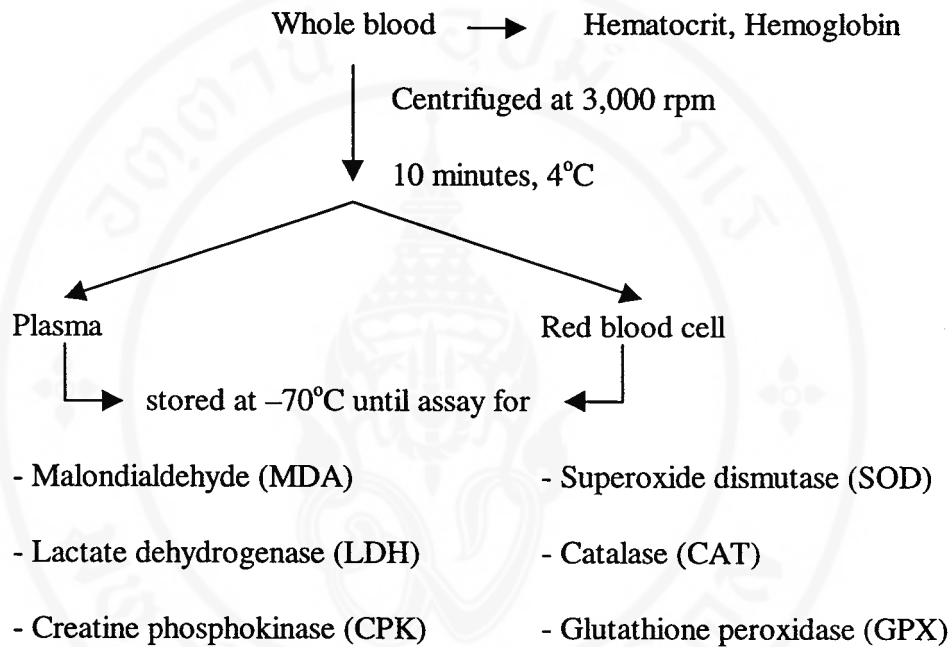 Whole blood → Hematocrit, Hemoglobin
Centrifuged at 3,000 rpm
10 minutes, 4°C
Plasma
Red blood cell
stored at –70°C until assay for
- Malondialdehyde (MDA)
- Superoxide dismutase (SOD)
- Lactate dehydrogenase (LDH)
- Catalase (CAT)
- Creatine phosphokinase (CPK)
- Glutathione peroxidase (GPX)